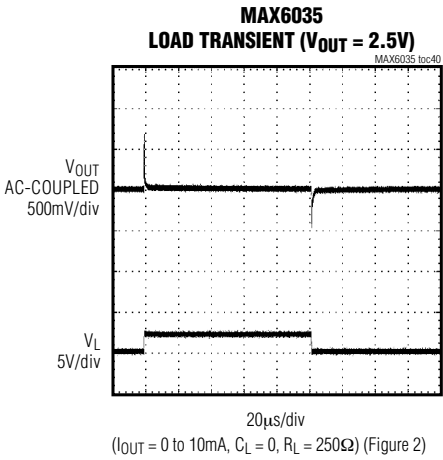 MAX6035
LOAD TRANSIENT (VOUT = 2.5V)
MAX6035 toc40
VOUT
AC-COUPLED
500mV/div
VL
5V/div
20µs/div
(IOUT = 0 to 10mA, CL = 0, RL = 250Ω) (Figure 2)